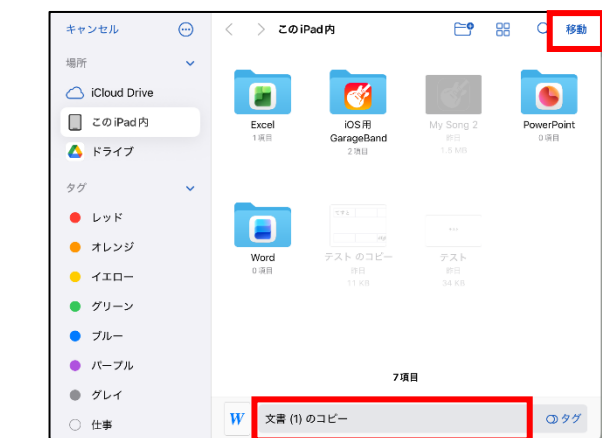 キャンセル
場所
iCloud Drive
このiPad内
ドライブ
タグ
レッド
オレンジ
イエロー
グリーン
ブルー
パープル
グレイ
仕事
このiPad内
移動
Excel
1項目
iOS用
GarageBand
2項目
My Song 2
昨日
1.5 MB
PowerPoint
0項目
Word
0項目
テスト のコピー
昨日
11 KB
テスト
昨日
34 KB
7項目
W
文書 (1) のコピー
タグ